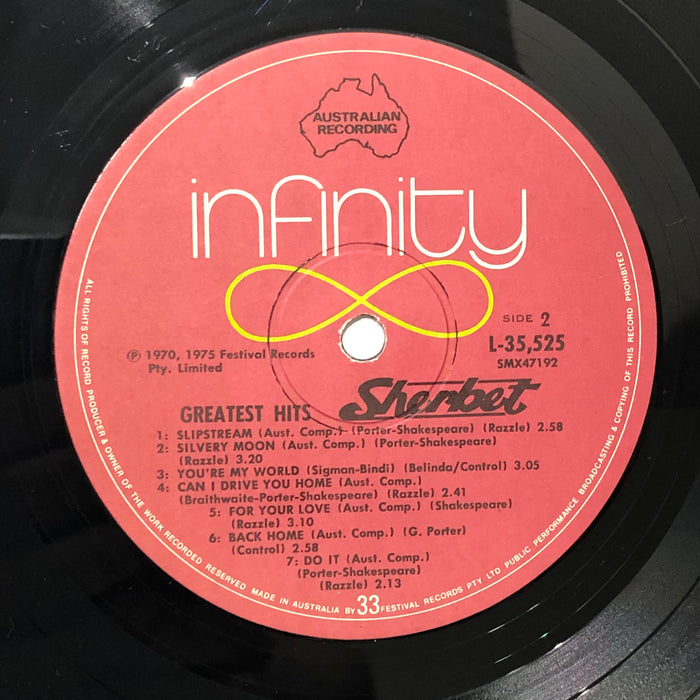 AUSTRALIAN
RECORDING
infinity
SIDE 2
L-35,525
SMX47192
℗ 1970, 1975 Festival Records
Pty. Limited
GREATEST HITS Sherbet
1: SLIPSTREAM (Aust. Comp.) (Porter-Shakespeare) (Razzle) 2.58
2: SILVERY MOON (Aust. Comp.) (Porter-Shakespeare)
(Razzle) 3.20
3: YOU'RE MY WORLD (Sigman-Bindi) (Belinda/Control) 3.05
4: CAN I DRIVE YOU HOME (Aust. Comp.)
(Braithwaite-Porter-Shakespeare) (Razzle) 2.41
5: FOR YOUR LOVE (Aust. Comp.) (Shakespeare)
(Razzle) 3.10
6: BACK HOME (Aust. Comp.) (G. Porter)
(Control) 2.58
7: DO IT (Aust. Comp.)
(Porter-Shakespeare)
(Razzle) 2.13
ALL RIGHTS OF RECORD PRODUCER & OWNER OF THE WORK RECORDED RESERVED MADE IN AUSTRALIA BY 33 FESTIVAL RECORDS PTY LTD PUBLIC PERFORMANCE BROADCASTING & COPYING OF THIS RECORD PROHIBITED